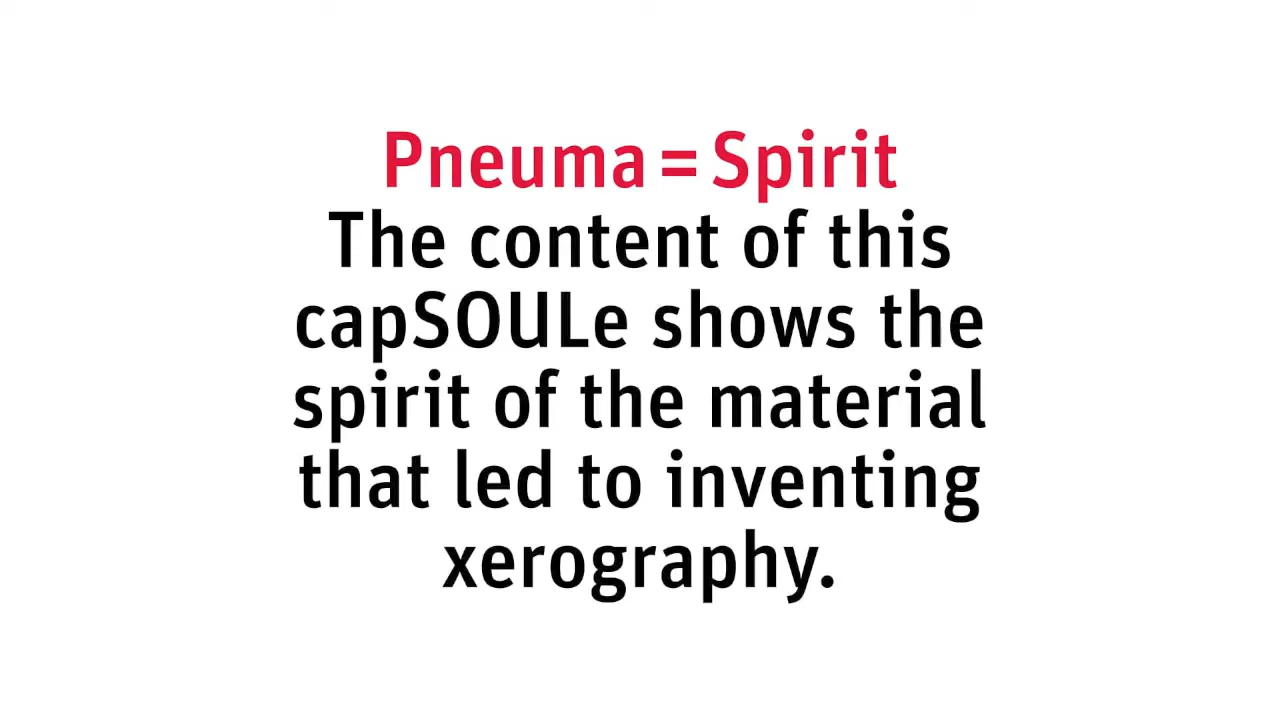 Pneuma = Spirit
The content of this
capSOULe shows the
spirit of the material
that led to inventing
xerography.